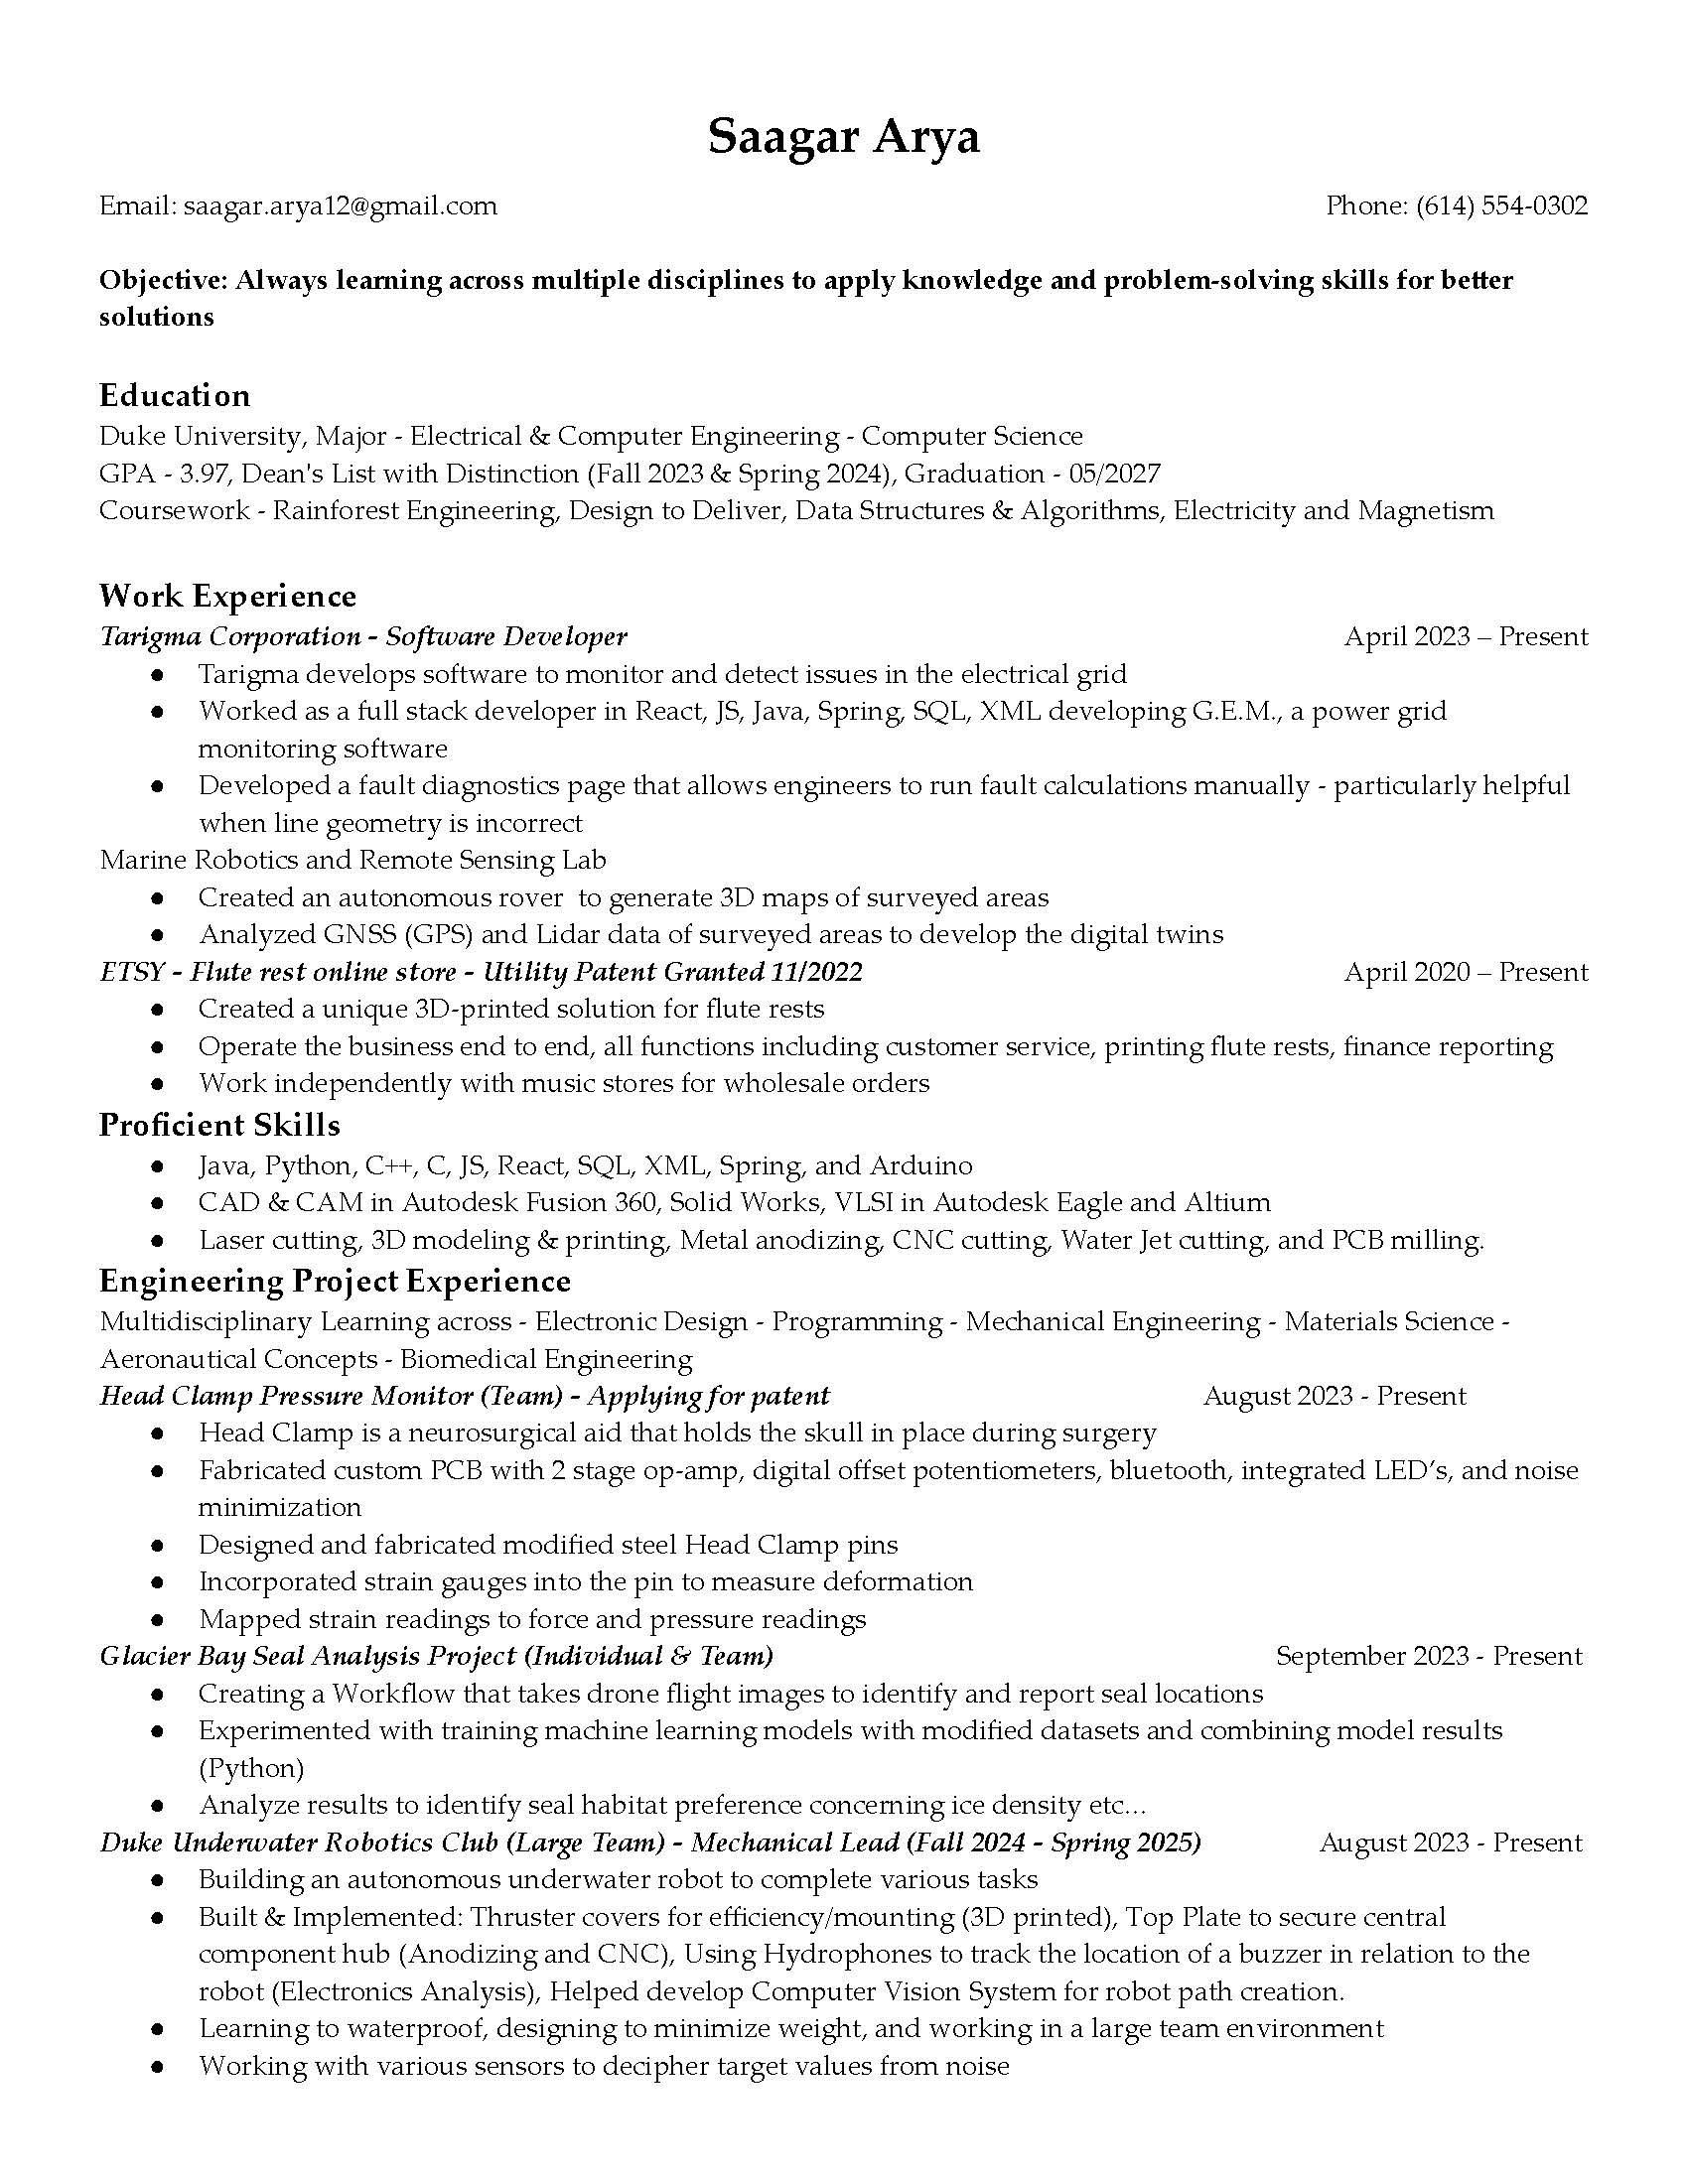 Saagar Arya
Email: saagar.arya12@gmail.com Phone: (614) 554-0302
Objective: Always learning across multiple disciplines to apply knowledge and problem-solving skills for better
solutions
Education
Duke University, Major - Electrical & Computer Engineering - Computer Science
GPA - 3.97, Dean's List with Distinction (Fall 2023 & Spring 2024), Graduation - 05/2027
Coursework - Rainforest Engineering, Design to Deliver, Data Structures & Algorithms, Electricity and Magnetism
Work Experience
Tarigma Corporation - Software Developer April 2023 – Present
● Tarigma develops software to monitor and detect issues in the electrical grid
● Worked as a full stack developer in React, JS, Java, Spring, SQL, XML developing G.E.M., a power grid
monitoring software
● Developed a fault diagnostics page that allows engineers to run fault calculations manually - particularly helpful
when line geometry is incorrect
Marine Robotics and Remote Sensing Lab
● Created an autonomous rover  to generate 3D maps of surveyed areas
● Analyzed GNSS (GPS) and Lidar data of surveyed areas to develop the digital twins
ETSY - Flute rest online store - Utility Patent Granted 11/2022 April 2020 – Present
● Created a unique 3D-printed solution for flute rests
● Operate the business end to end, all functions including customer service, printing flute rests, finance reporting
● Work independently with music stores for wholesale orders
Proficient Skills
● Java, Python, C++, C, JS, React, SQL, XML, Spring, and Arduino
● CAD & CAM in Autodesk Fusion 360, Solid Works, VLSI in Autodesk Eagle and Altium
● Laser cutting, 3D modeling & printing, Metal anodizing, CNC cutting, Water Jet cutting, and PCB milling.
Engineering Project Experience
Multidisciplinary Learning across - Electronic Design - Programming - Mechanical Engineering - Materials Science -
Aeronautical Concepts - Biomedical Engineering
Head Clamp Pressure Monitor (Team) - Applying for patent August 2023 - Present
● Head Clamp is a neurosurgical aid that holds the skull in place during surgery
● Fabricated custom PCB with 2 stage op-amp, digital offset potentiometers, bluetooth, integrated LED’s, and noise
minimization
● Designed and fabricated modified steel Head Clamp pins
● Incorporated strain gauges into the pin to measure deformation
● Mapped strain readings to force and pressure readings
Glacier Bay Seal Analysis Project (Individual & Team) September 2023 - Present
● Creating a Workflow that takes drone flight images to identify and report seal locations
● Experimented with training machine learning models with modified datasets and combining model results
(Python)
● Analyze results to identify seal habitat preference concerning ice density etc...
Duke Underwater Robotics Club (Large Team) - Mechanical Lead (Fall 2024 - Spring 2025) August 2023 - Present
● Building an autonomous underwater robot to complete various tasks
● Built & Implemented: Thruster covers for efficiency/mounting (3D printed), Top Plate to secure central
component hub (Anodizing and CNC), Using Hydrophones to track the location of a buzzer in relation to the
robot (Electronics Analysis), Helped develop Computer Vision System for robot path creation.
● Learning to waterproof, designing to minimize weight, and working in a large team environment
● Working with various sensors to decipher target values from noise